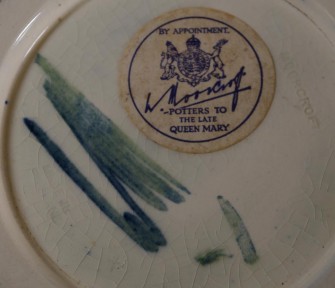 BY APPOINTMENT.
W Moorcroft
POTTERS TO
THE LATE
QUEEN MARY